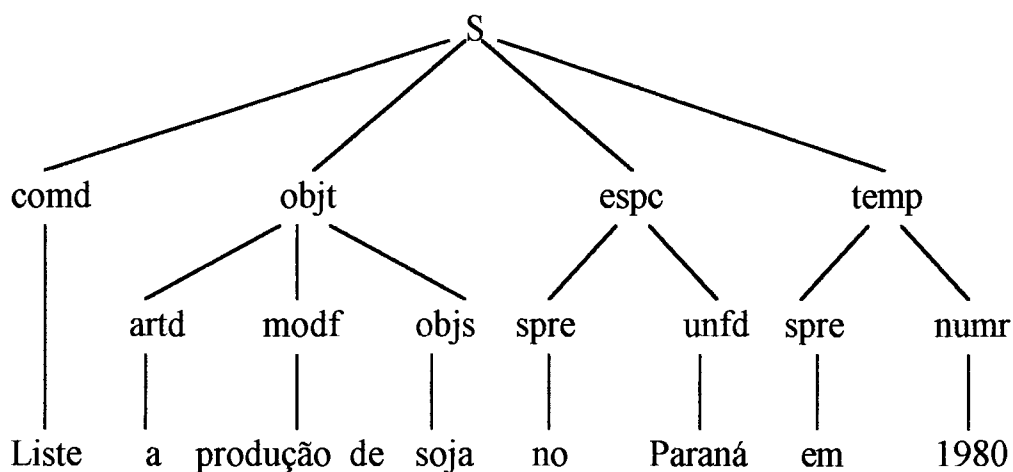 S
comd objt espc temp
artd modf objs spre unfd spre numr
Liste a produção de soja no Paraná em 1980